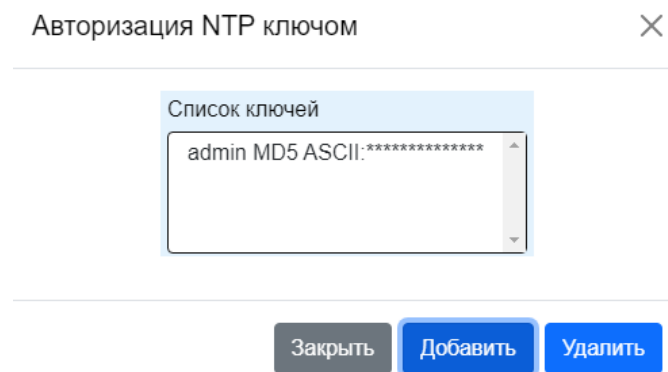 Авторизация NTP ключом
Список ключей
admin MD5 ASCII:**************
Закрыть Добавить Удалить